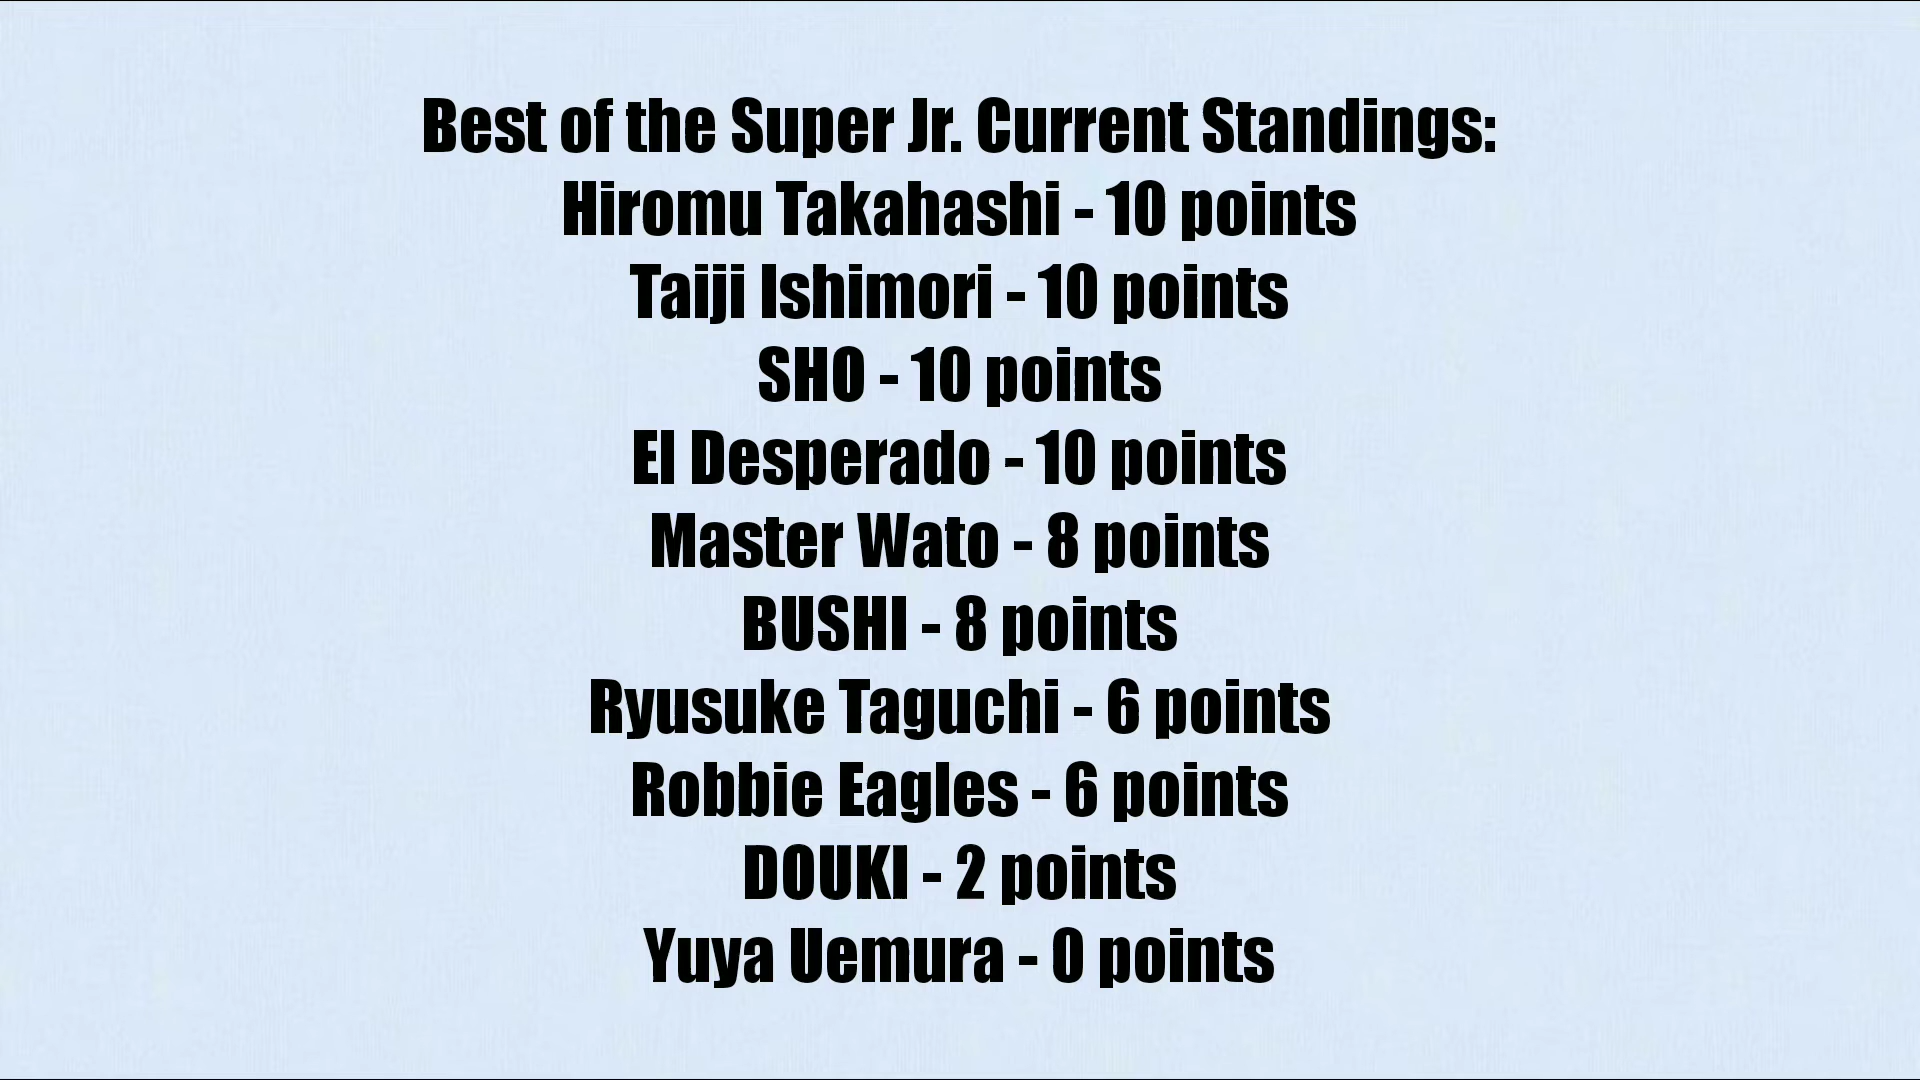 Best of the Super Jr. Current Standings:
Hiromu Takahashi - 10 points
Taiji Ishimori - 10 points
SHO - 10 points
El Desperado - 10 points
Master Wato - 8 points
BUSHI - 8 points
Ryusuke Taguchi - 6 points
Robbie Eagles - 6 points
DOUKI - 2 points
Yuya Uemura - 0 points